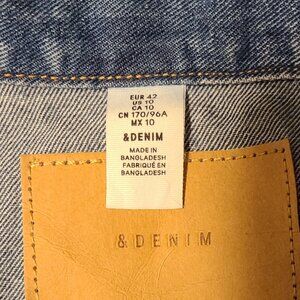 EUR 42
US 10
CA 10
CN 170/96A
MX 10
&DENIM
MADE IN
BANGLADESH
FABRIQUÉ EN
BANGLADESH
&DENIM